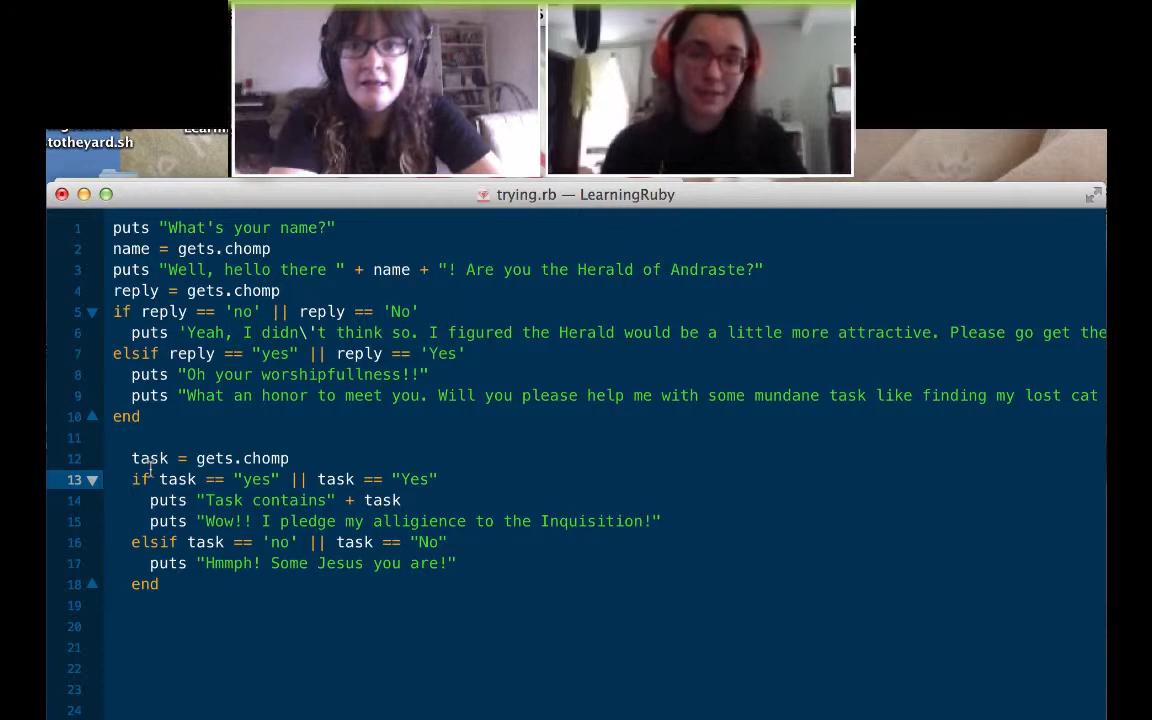 totheyard.sh
trying.rb — LearningRuby
1 puts "What's your name?"
2 name = gets.chomp
3 puts "Well, hello there " + name + "! Are you the Herald of Andraste?"
4 reply = gets.chomp
5 if reply == 'no' || reply == 'No'
6 puts 'Yeah, I didn\'t think so. I figured the Herald would be a little more attractive. Please go get the
7 elsif reply == "yes" || reply == 'Yes'
8 puts "Oh your worshipfullness!!"
9 puts "What an honor to meet you. Will you please help me with some mundane task like finding my lost cat
10 end
11
12 task = gets.chomp
13 if task == "yes" || task == "Yes"
14 puts "Task contains" + task
15 puts "Wow!! I pledge my alligience to the Inquisition!"
16 elsif task == 'no' || task == "No"
17 puts "Hmmph! Some Jesus you are!"
18 end
19
20
21
22
23
24